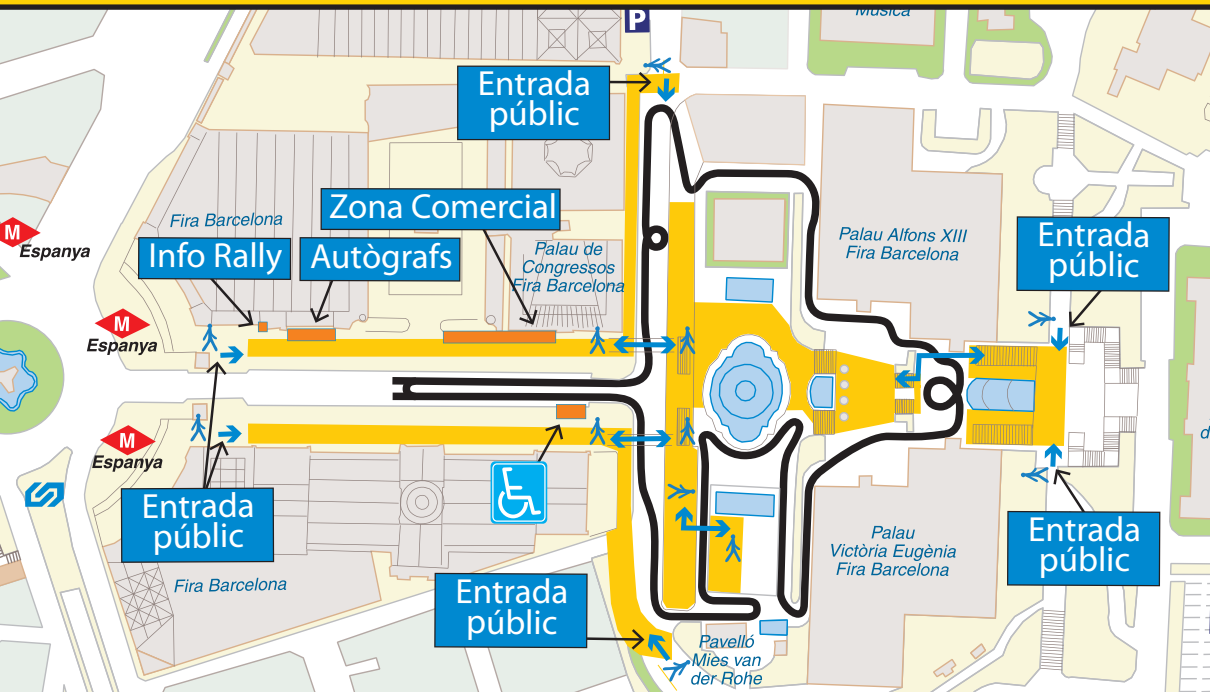 P
Música
Entrada
públic
Fira Barcelona
Zona Comercial
M
Espanya
Info Rally
Autògrafs
Palau de
Congressos
Fira Barcelona
Palau Alfons XIII
Fira Barcelona
Entrada
públic
M
Espanya
M
Espanya
Entrada
públic
Fira Barcelona
Palau
Victòria Eugènia
Fira Barcelona
Entrada
públic
Entrada
públic
Pavelló
Mies van
der Rohe